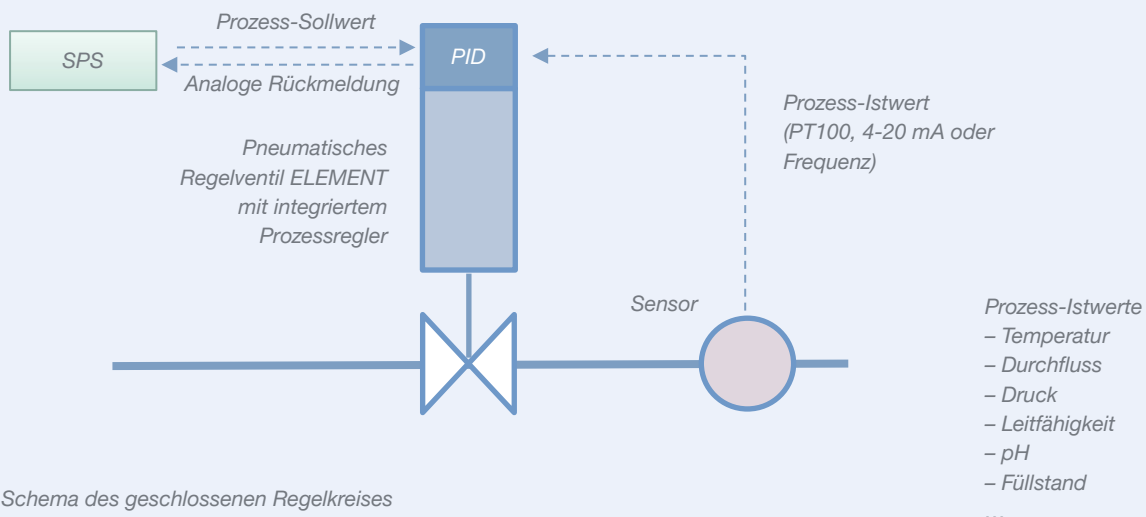 Prozess-Sollwert
SPS
PID
Analoge Rückmeldung
Prozess-Istwert
(PT100, 4-20 mA oder
Frequenz)
Pneumatisches
Regelventil ELEMENT
mit integriertem
Prozessregler
Sensor
Prozess-Istwerte
– Temperatur
– Durchfluss
– Druck
– Leitfähigkeit
– pH
– Füllstand
...
Schema des geschlossenen Regelkreises